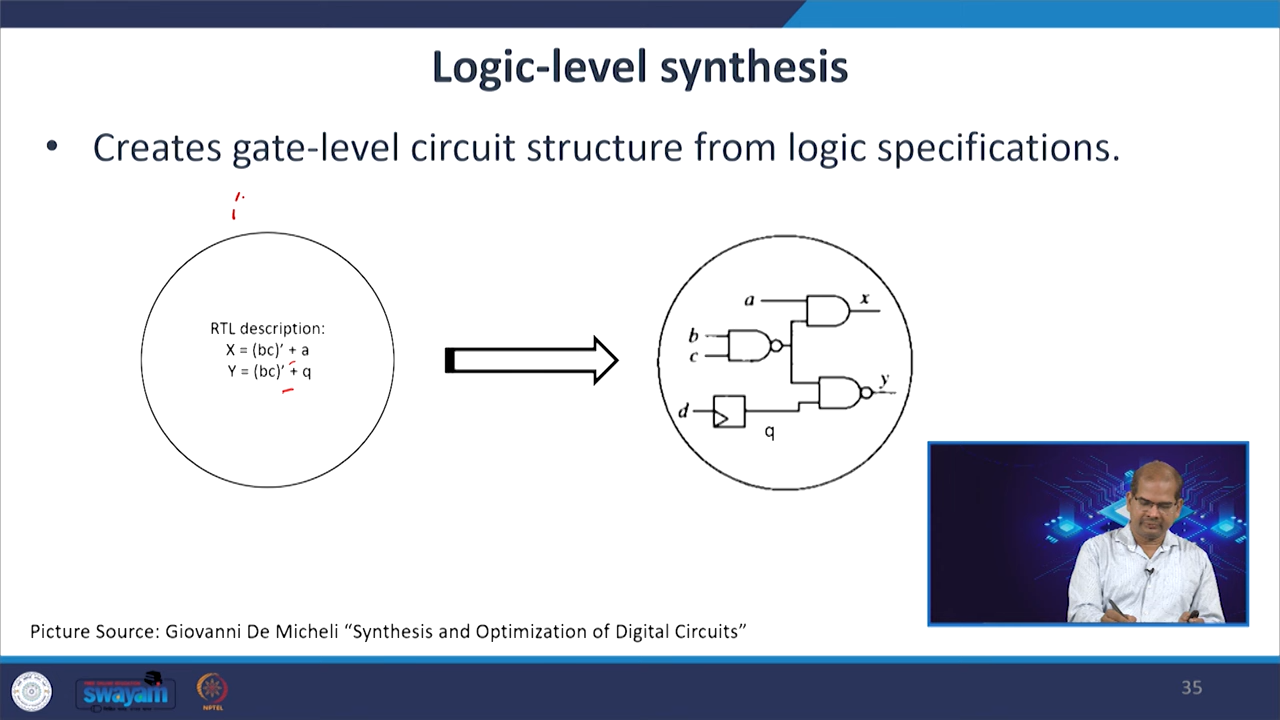 Logic-level synthesis
• Creates gate-level circuit structure from logic specifications.
RTL description:
X = (bc)’ + a
Y = (bc)’ + q
a
x
b
c
y
d
q
Picture Source: Giovanni De Micheli “Synthesis and Optimization of Digital Circuits”
swayam
NPTEL
35